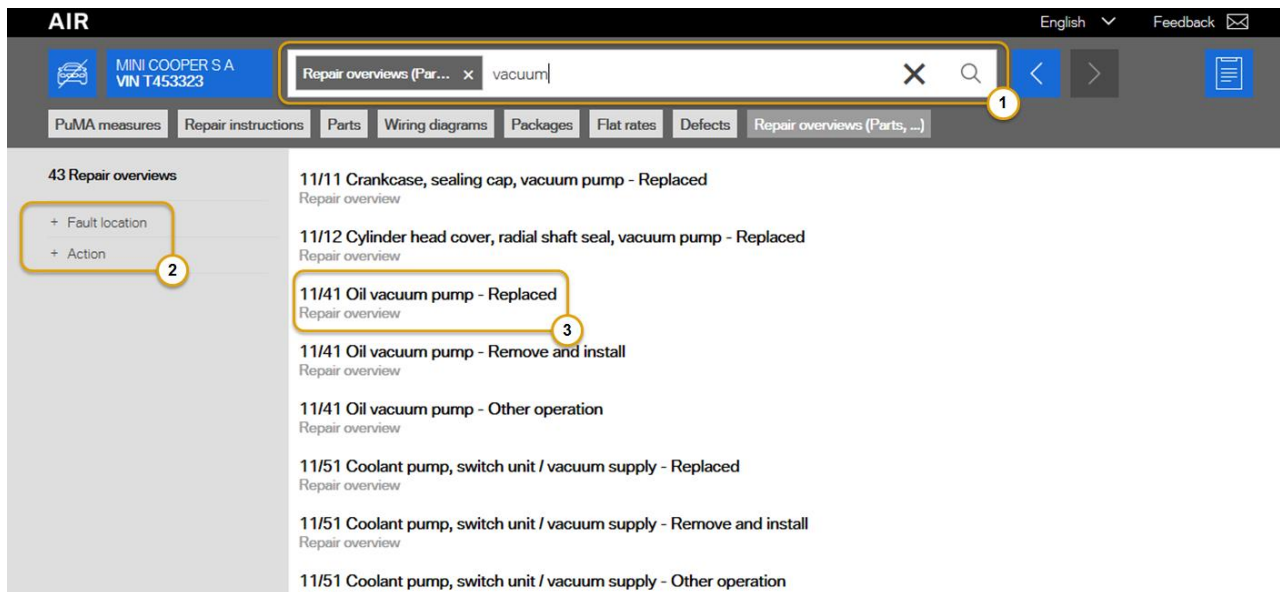 AIR
English
Feedback
MINI COOPER S A
VIN T453323
Repair overviews (Par... x vacuum
1
PuMA measures Repair instructions Parts Wiring diagrams Packages Flat rates Defects Repair overviews (Parts, ...)
43 Repair overviews
+ Fault location
+ Action
2
11/11 Crankcase, sealing cap, vacuum pump - Replaced
Repair overview
11/12 Cylinder head cover, radial shaft seal, vacuum pump - Replaced
Repair overview
11/41 Oil vacuum pump - Replaced
Repair overview
3
11/41 Oil vacuum pump - Remove and install
Repair overview
11/41 Oil vacuum pump - Other operation
Repair overview
11/51 Coolant pump, switch unit / vacuum supply - Replaced
Repair overview
11/51 Coolant pump, switch unit / vacuum supply - Remove and install
Repair overview
11/51 Coolant pump, switch unit / vacuum supply - Other operation